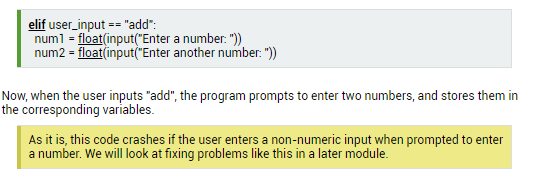 elif user_input == "add":
num1 = float(input("Enter a number: "))
num2 = float(input("Enter another number: "))
Now, when the user inputs "add", the program prompts to enter two numbers, and stores them in
the corresponding variables.
As it is, this code crashes if the user enters a non-numeric input when prompted to enter
a number. We will look at fixing problems like this in a later module.